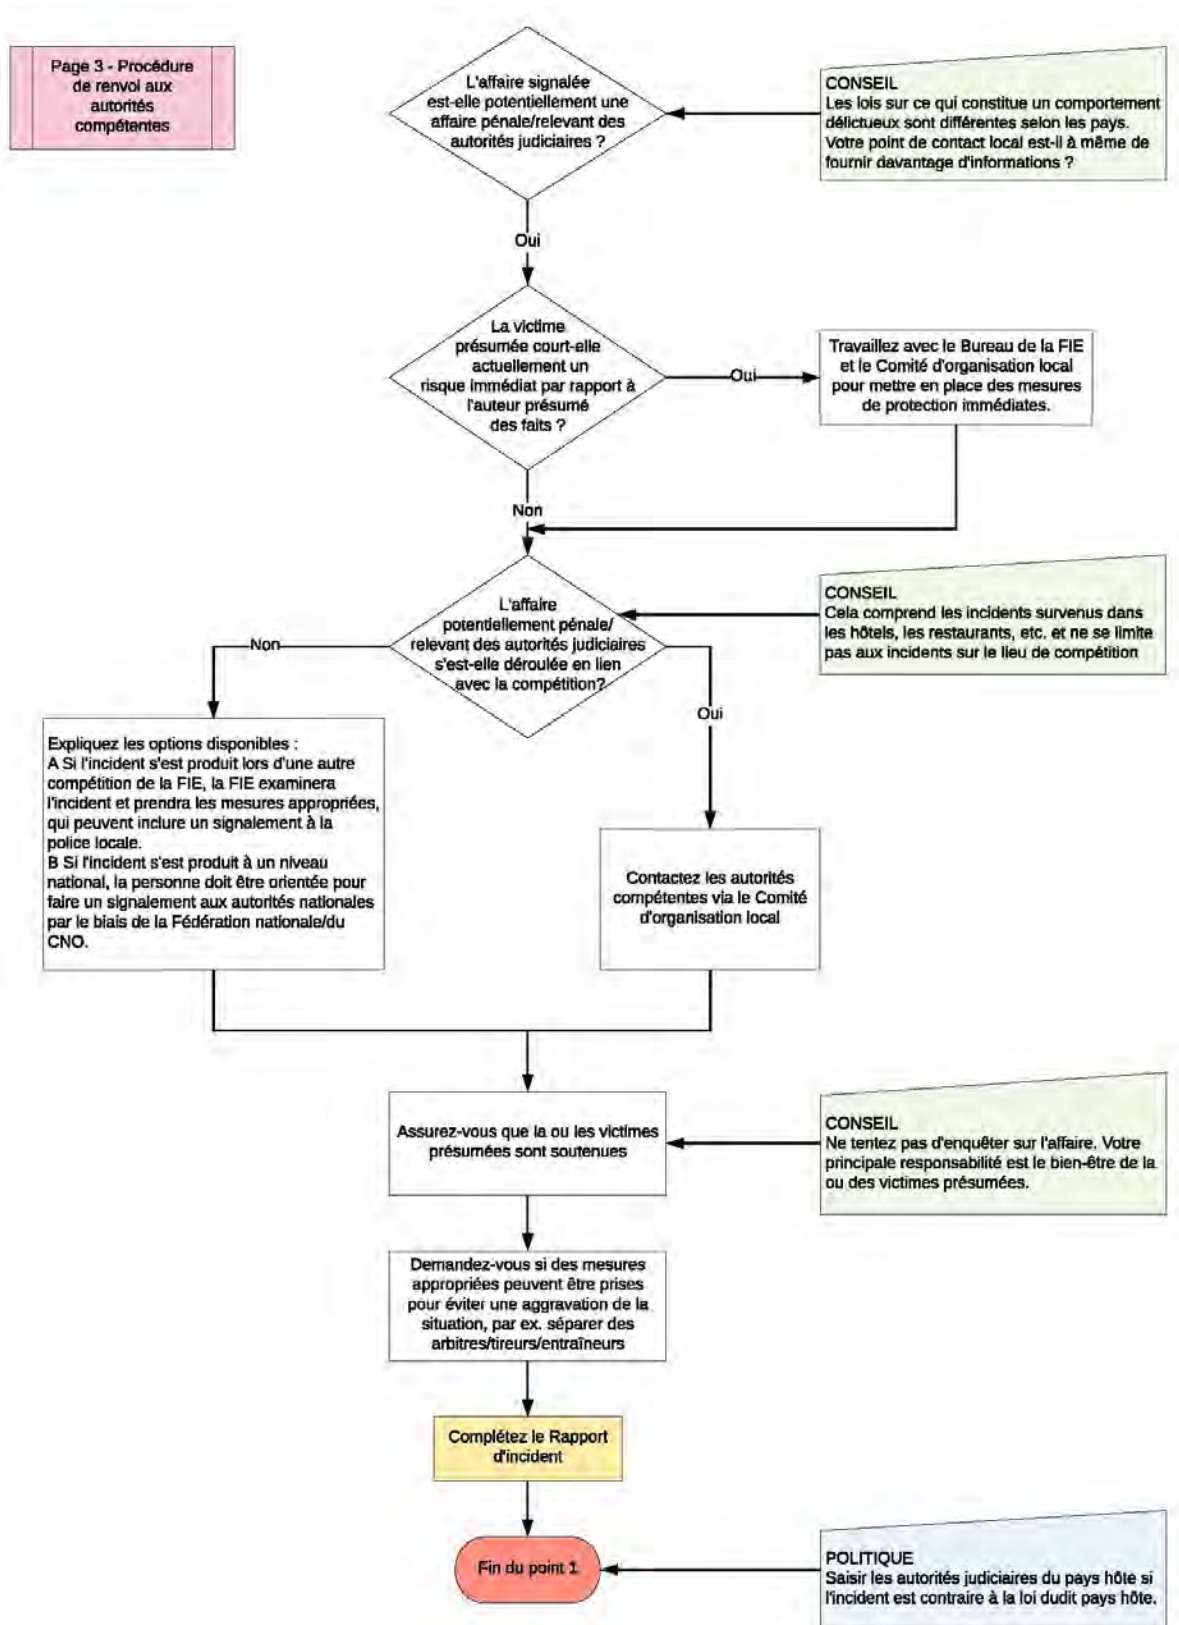 Page 3 - Procédure
de renvoi aux
autorités
compétentes
L'affaire signalée
est-elle potentiellement une
affaire pénale/relevant des
autorités judiciaires ?
CONSEIL
Les lois sur ce qui constitue un comportement
délictueux sont différentes selon les pays.
Votre point de contact local est-il à même de
fournir davantage d'informations ?
Oui
La victime
présumée court-elle
actuellement un
risque immédiat par rapport à
l'auteur présumé
des faits ?
Oui
Travaillez avec le Bureau de la FIE
et le Comité d'organisation local
pour mettre en place des mesures
de protection immédiates.
Non
L'affaire
potentiellement pénale/
relevant des autorités judiciaires
s'est-elle déroulée en lien
avec la compétition?
CONSEIL
Cela comprend les incidents survenus dans
les hôtels, les restaurants, etc. et ne se limite
pas aux incidents sur le lieu de compétition
Non
Oui
Expliquez les options disponibles :
A Si l'incident s'est produit lors d'une autre
compétition de la FIE, la FIE examinera
l'incident et prendra les mesures appropriées,
qui peuvent inclure un signalement à la
police locale.
B Si l'incident s'est produit à un niveau
national, la personne doit être orientée pour
faire un signalement aux autorités nationales
par le biais de la Fédération nationale/du
CNO.
Contactez les autorités
compétentes via le Comité
d'organisation local
Assurez-vous que la ou les victimes
présumées sont soutenues
CONSEIL
Ne tentez pas d'enquêter sur l'affaire. Votre
principale responsabilité est le bien-être de la
ou des victimes présumées.
Demandez-vous si des mesures
appropriées peuvent être prises
pour éviter une aggravation de la
situation, par ex. séparer des
arbitres/tireurs/entraîneurs
Complétez le Rapport
d'incident
Fin du point 1
POLITIQUE
Saisir les autorités judiciaires du pays hôte si
l'incident est contraire à la loi dudit pays hôte.